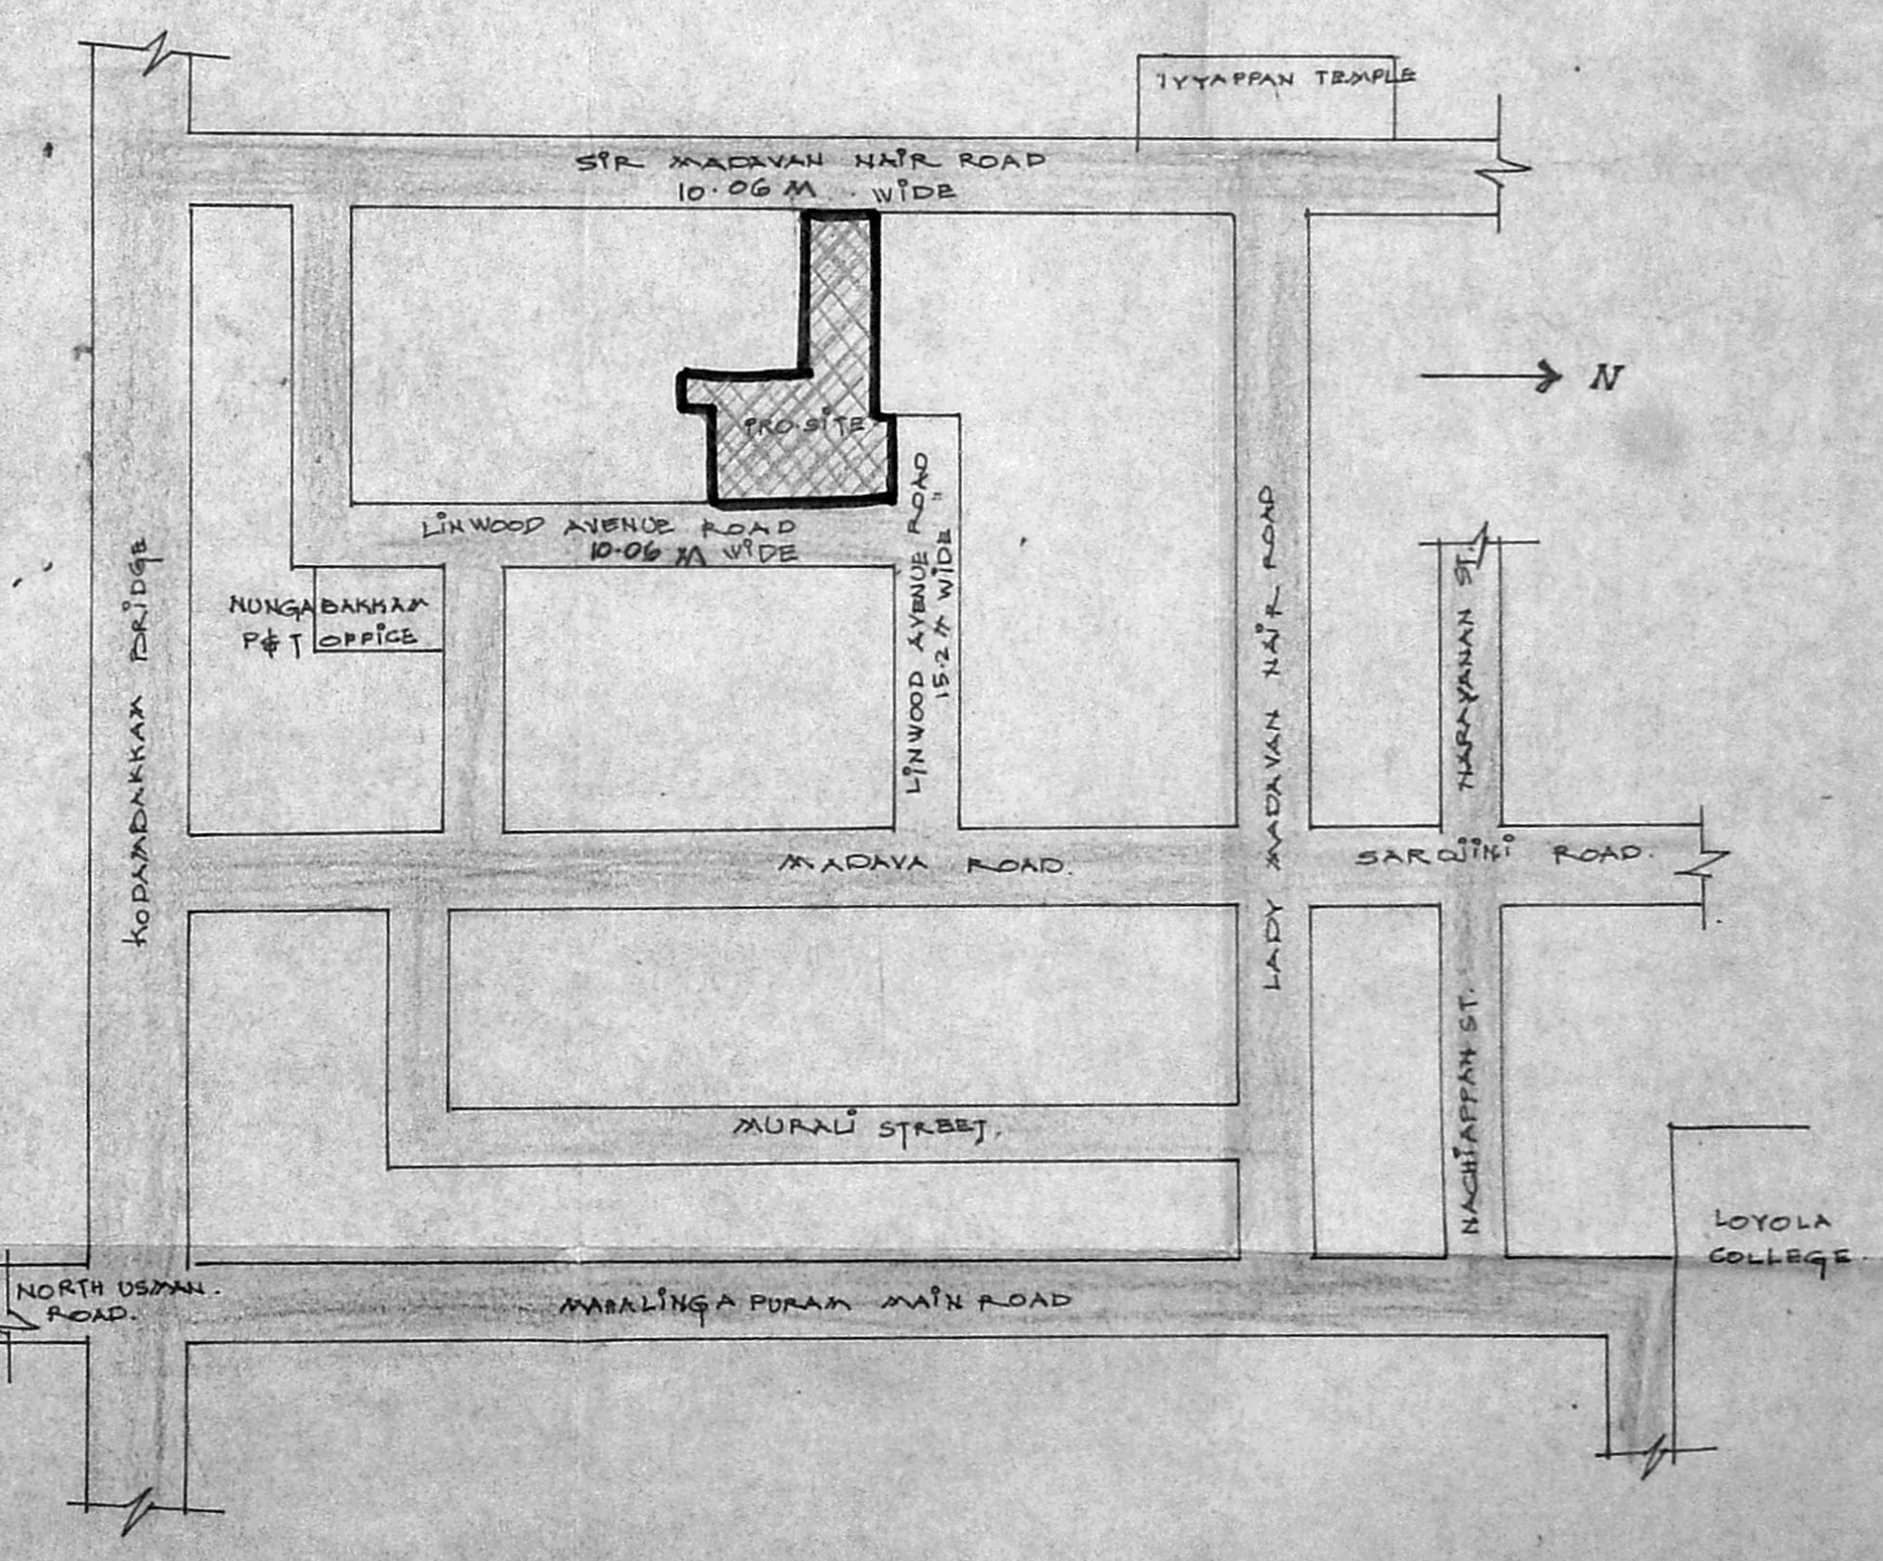 IYYAPPAN TEMPLE
SIR MADAVAN NAIR ROAD
10.06 M WIDE
N
PRO.SITE
LINWOOD AVENUE ROAD
10.06 M WIDE
LINWOOD AVENUE ROAD
15.2 M WIDE
NUNGABAKKAM
P&T OFFICE
KODAMDAKKAM BRIDGE
LADY MADAVAN NAIR ROAD
NARAYANAN ST.
MADAVA ROAD.
SAROJINI ROAD.
NACHIAPPAN ST.
MURALI STREET.
LOYOLA
COLLEGE
NORTH USMAN.
ROAD.
MAHALINGAPURAM MAIN ROAD